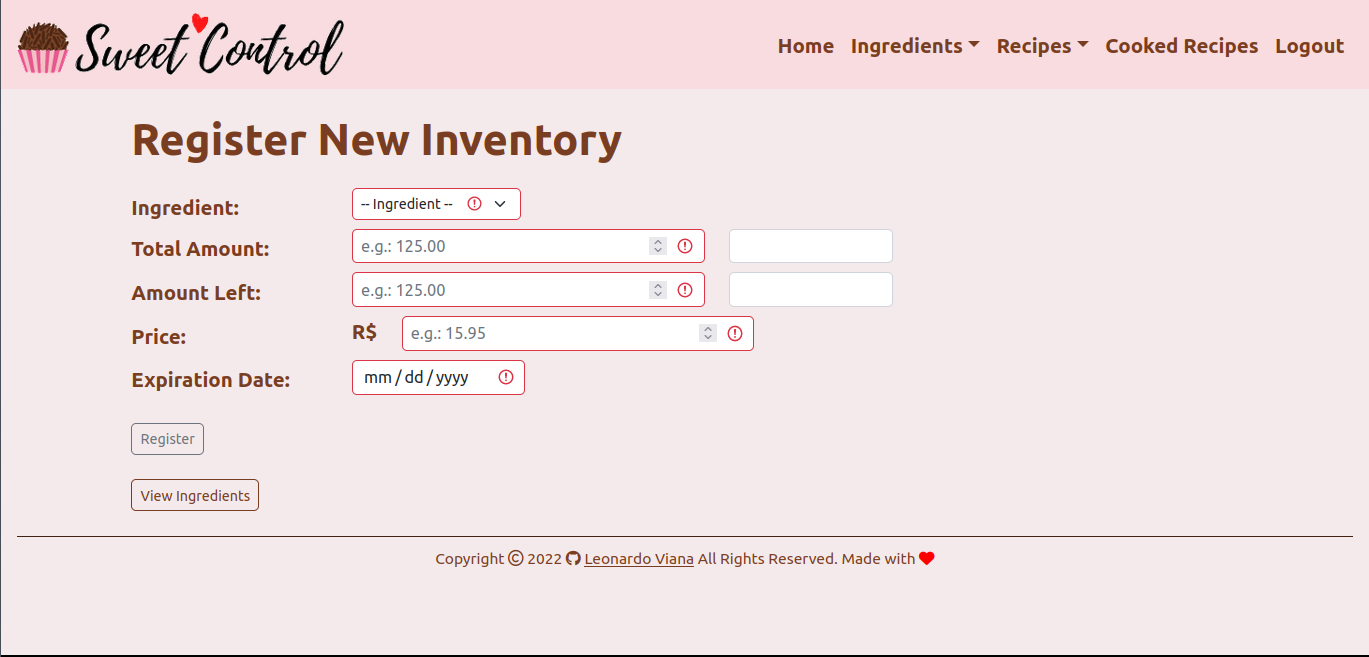 Sweet Control
Home Ingredients Recipes Cooked Recipes Logout
Register New Inventory
Ingredient: -- Ingredient --
Total Amount: e.g.: 125.00
Amount Left: e.g.: 125.00
Price: R$ e.g.: 15.95
Expiration Date: mm / dd / yyyy
Register
View Ingredients
Copyright © 2022 Leonardo Viana All Rights Reserved. Made with